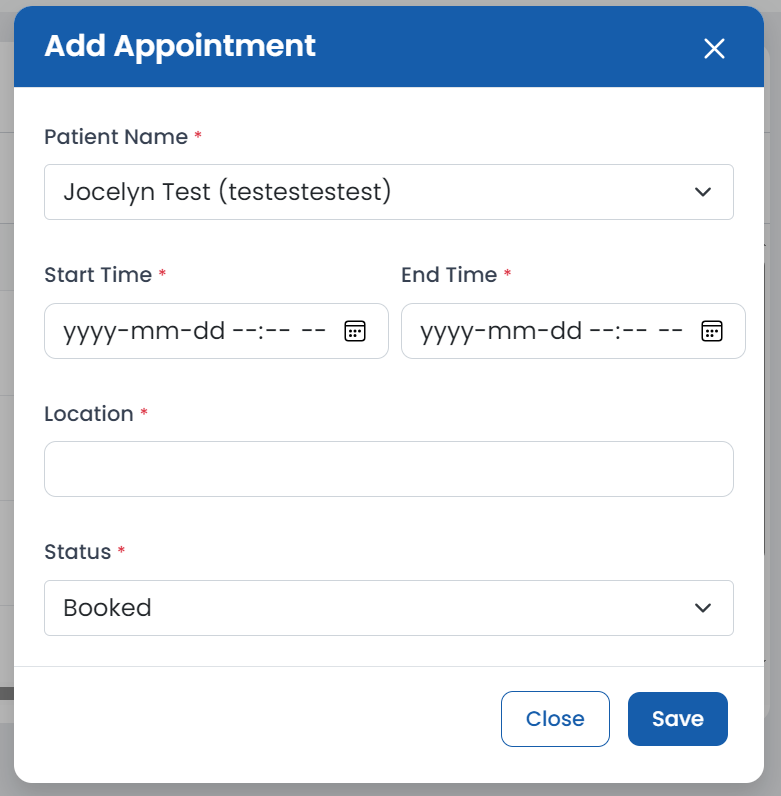 Add Appointment
Patient Name *
Jocelyn Test (testestestest)
Start Time * End Time *
yyyy-mm-dd --:-- -- yyyy-mm-dd --:-- --
Location *
Status *
Booked
Close Save